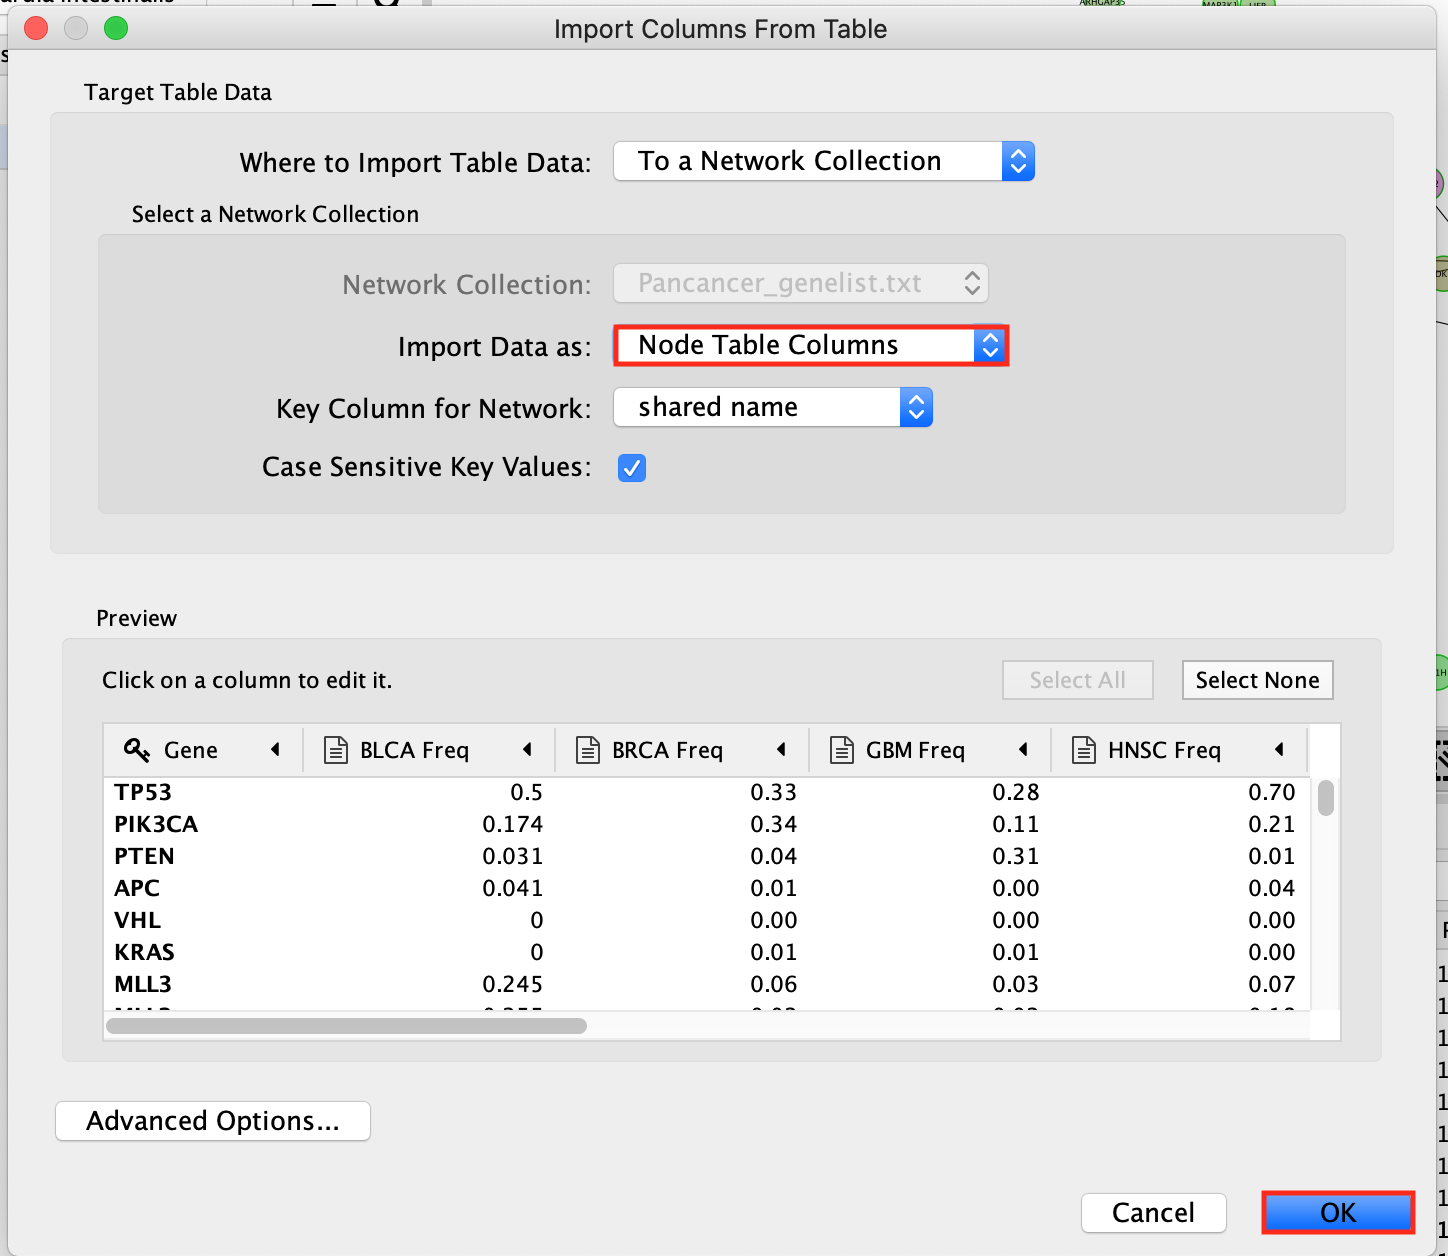 Import Columns From Table
Target Table Data
Where to Import Table Data: To a Network Collection
Select a Network Collection
Network Collection: Pancancer_genelist.txt
Import Data as: Node Table Columns
Key Column for Network: shared name
Case Sensitive Key Values:
Preview
Click on a column to edit it. Select All Select None
Gene BLCA Freq BRCA Freq GBM Freq HNSC Freq
TP53 0.5 0.33 0.28 0.70
PIK3CA 0.174 0.34 0.11 0.21
PTEN 0.031 0.04 0.31 0.01
APC 0.041 0.01 0.00 0.04
VHL 0 0.00 0.00 0.00
KRAS 0 0.01 0.01 0.00
MLL3 0.245 0.06 0.03 0.07
Advanced Options...
Cancel OK